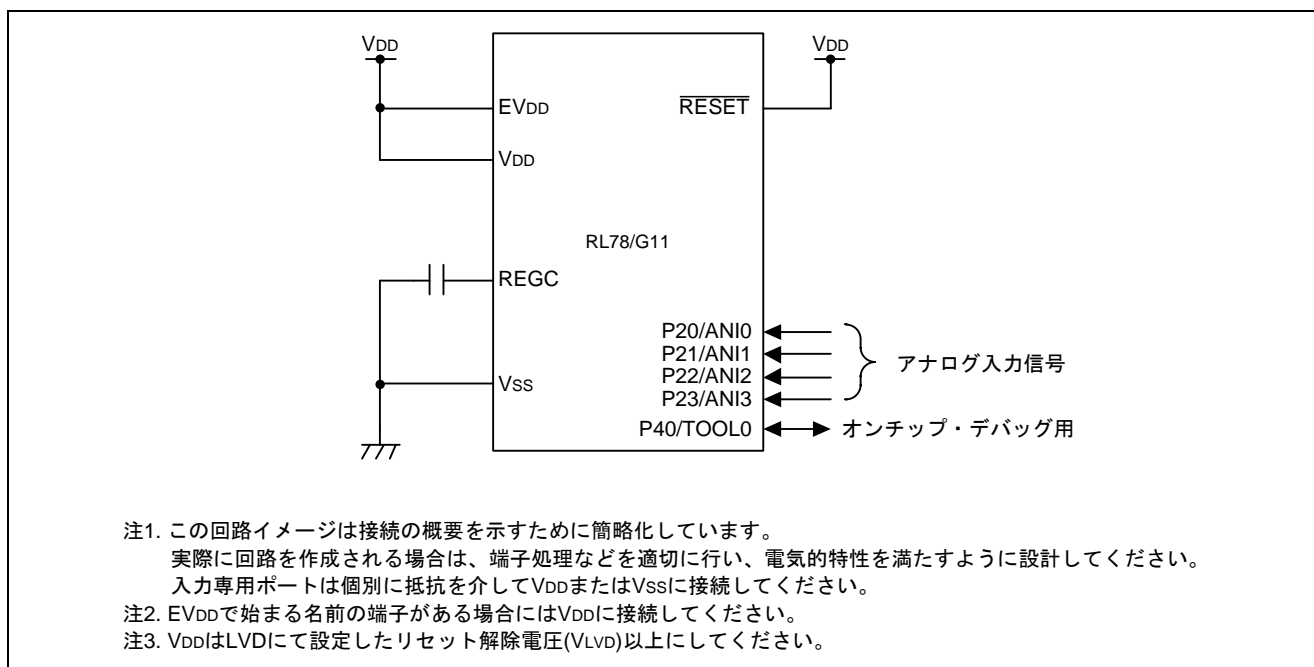 VDD
VDD
EVDD
RESET
VDD
RL78/G11
REGC
P20/ANI0
P21/ANI1
アナログ入力信号
P22/ANI2
VSS
P23/ANI3
P40/TOOL0
オンチップ・デバッグ用
注1. この回路イメージは接続の概要を示すために簡略化しています。
実際に回路を作成される場合は、端子処理などを適切に行い、電気的特性を満たすように設計してください。
入力専用ポートは個別に抵抗を介してVDDまたはVSSに接続してください。
注2. EVDDで始まる名前の端子がある場合にはVDDに接続してください。
注3. VDDはLVDにて設定したリセット解除電圧(VLVD)以上にしてください。